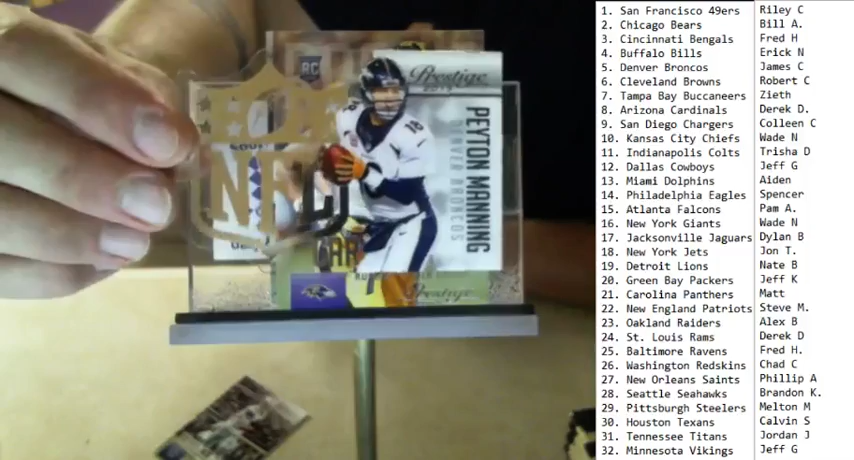 RC
Prestige
18
PEYTON MANNING
DENVER BRONCOS
NFL
Prestige
1. San Francisco 49ers Riley C
2. Chicago Bears Bill A.
3. Cincinnati Bengals Fred H
4. Buffalo Bills Erick N
5. Denver Broncos James C
6. Cleveland Browns Robert C
7. Tampa Bay Buccaneers Zieth
8. Arizona Cardinals Derek D.
9. San Diego Chargers Colleen C
10. Kansas City Chiefs Wade N
11. Indianapolis Colts Trisha D
12. Dallas Cowboys Jeff G
13. Miami Dolphins Aiden
14. Philadelphia Eagles Spencer
15. Atlanta Falcons Pam A.
16. New York Giants Wade N
17. Jacksonville Jaguars Dylan B
18. New York Jets Jon T.
19. Detroit Lions Nate B
20. Green Bay Packers Jeff K
21. Carolina Panthers Matt
22. New England Patriots Steve M.
23. Oakland Raiders Alex B
24. St. Louis Rams Derek D
25. Baltimore Ravens Fred H.
26. Washington Redskins Chad C
27. New Orleans Saints Phillip A
28. Seattle Seahawks Brandon K.
29. Pittsburgh Steelers Melton M
30. Houston Texans Calvin S
31. Tennessee Titans Jordan J
32. Minnesota Vikings Jeff G